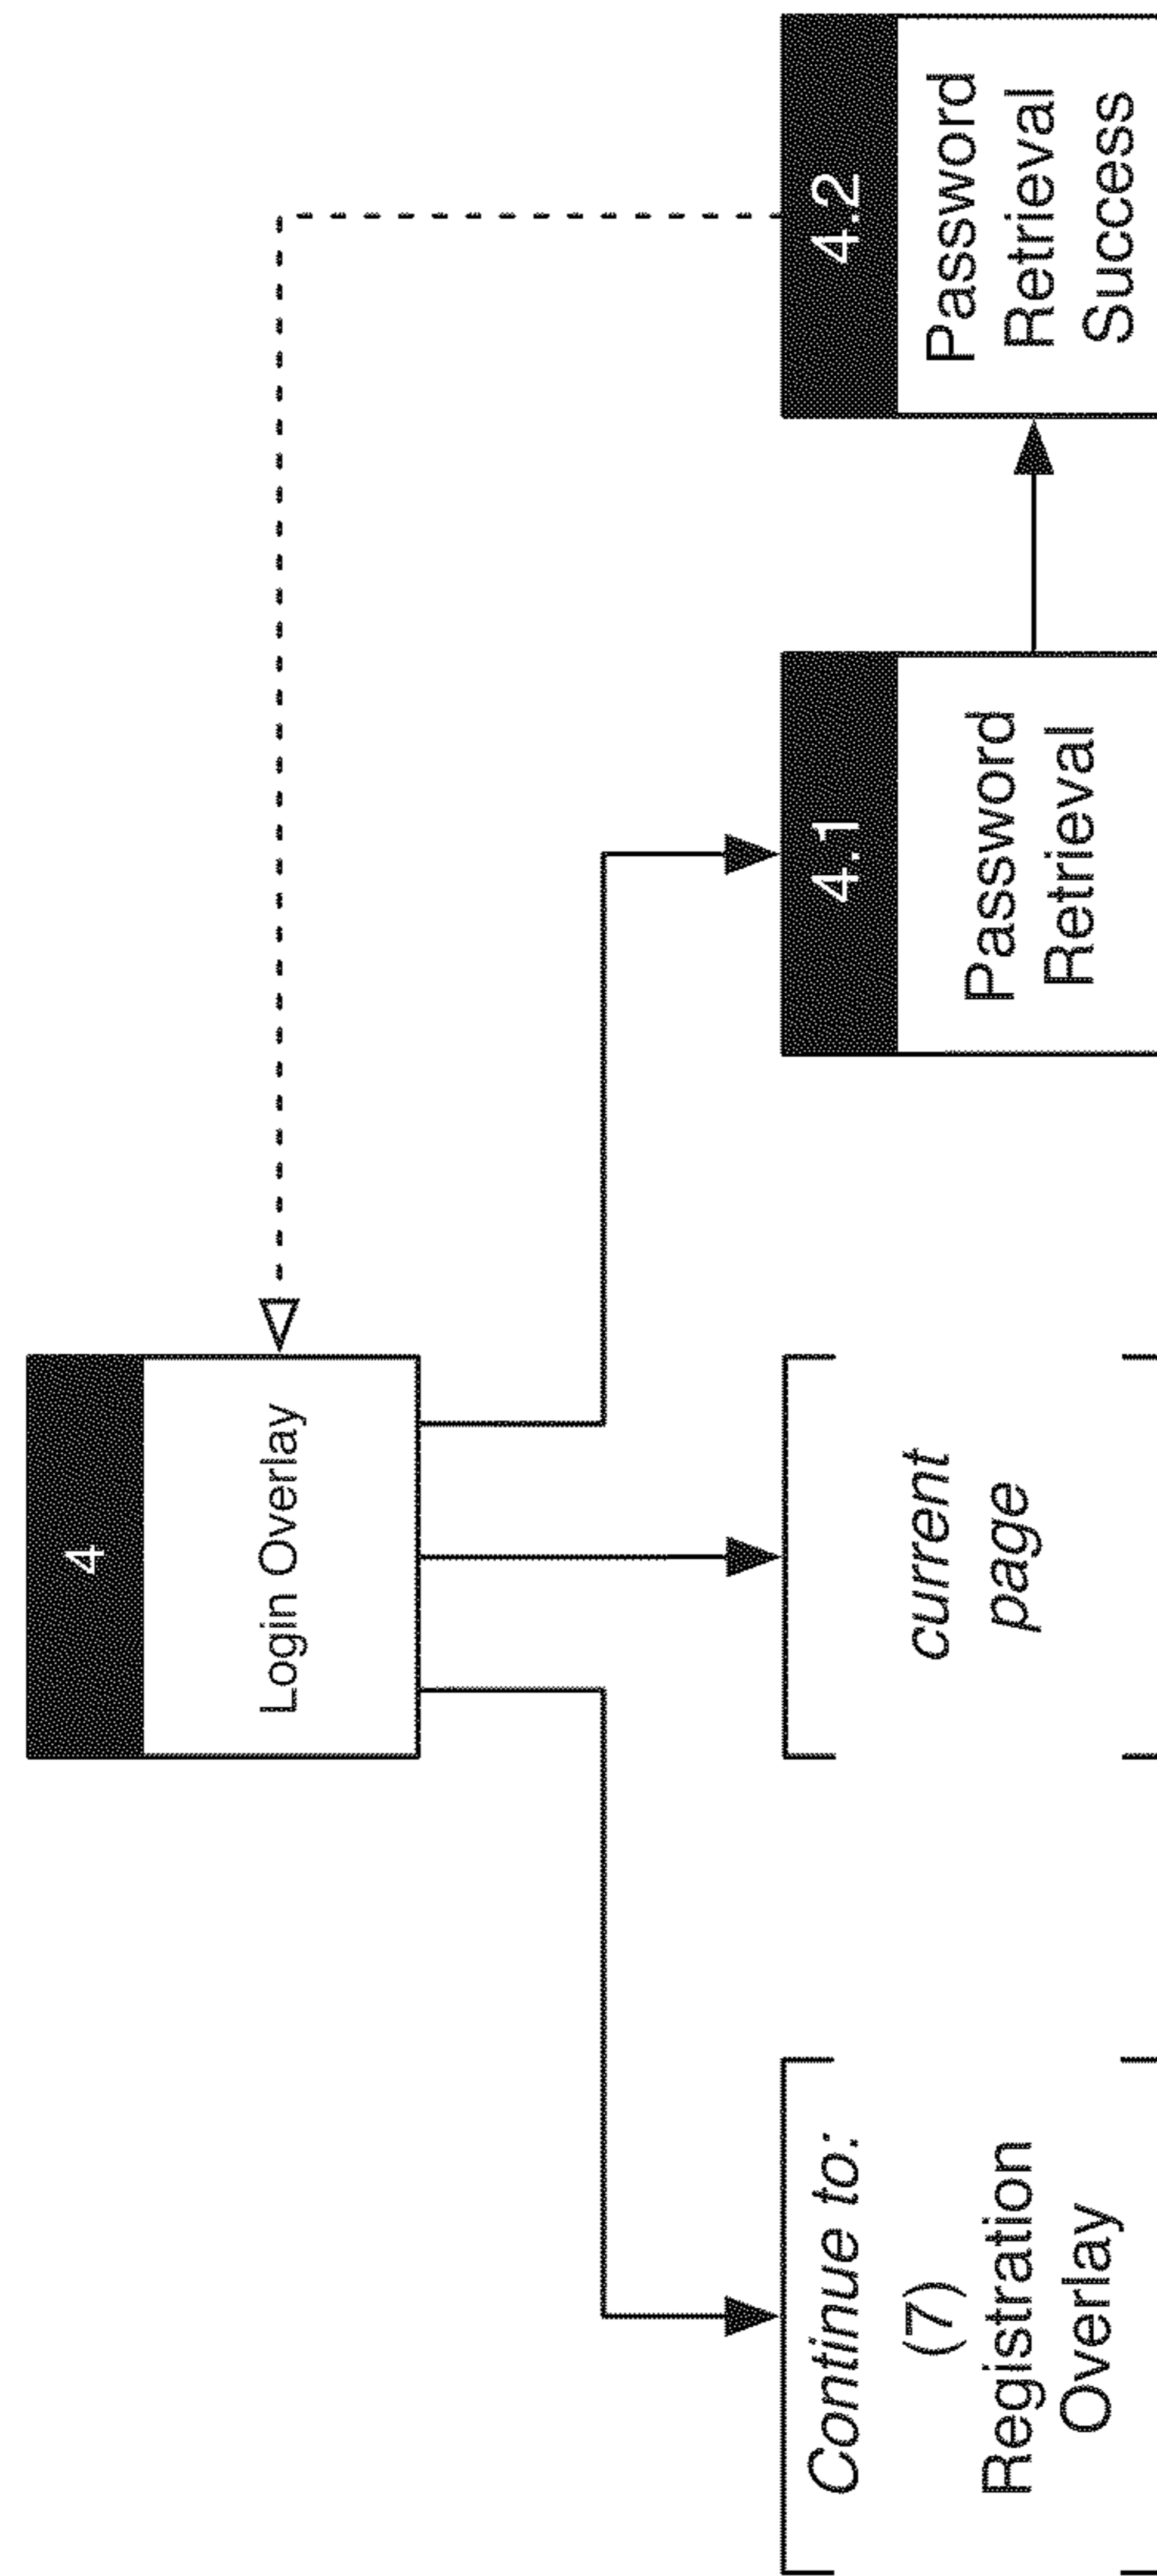 4
Login Overlay
Continue to:
(7)
Registration
Overlay
current
page
4.1
Password
Retrieval
4.2
Password
Retrieval
Success